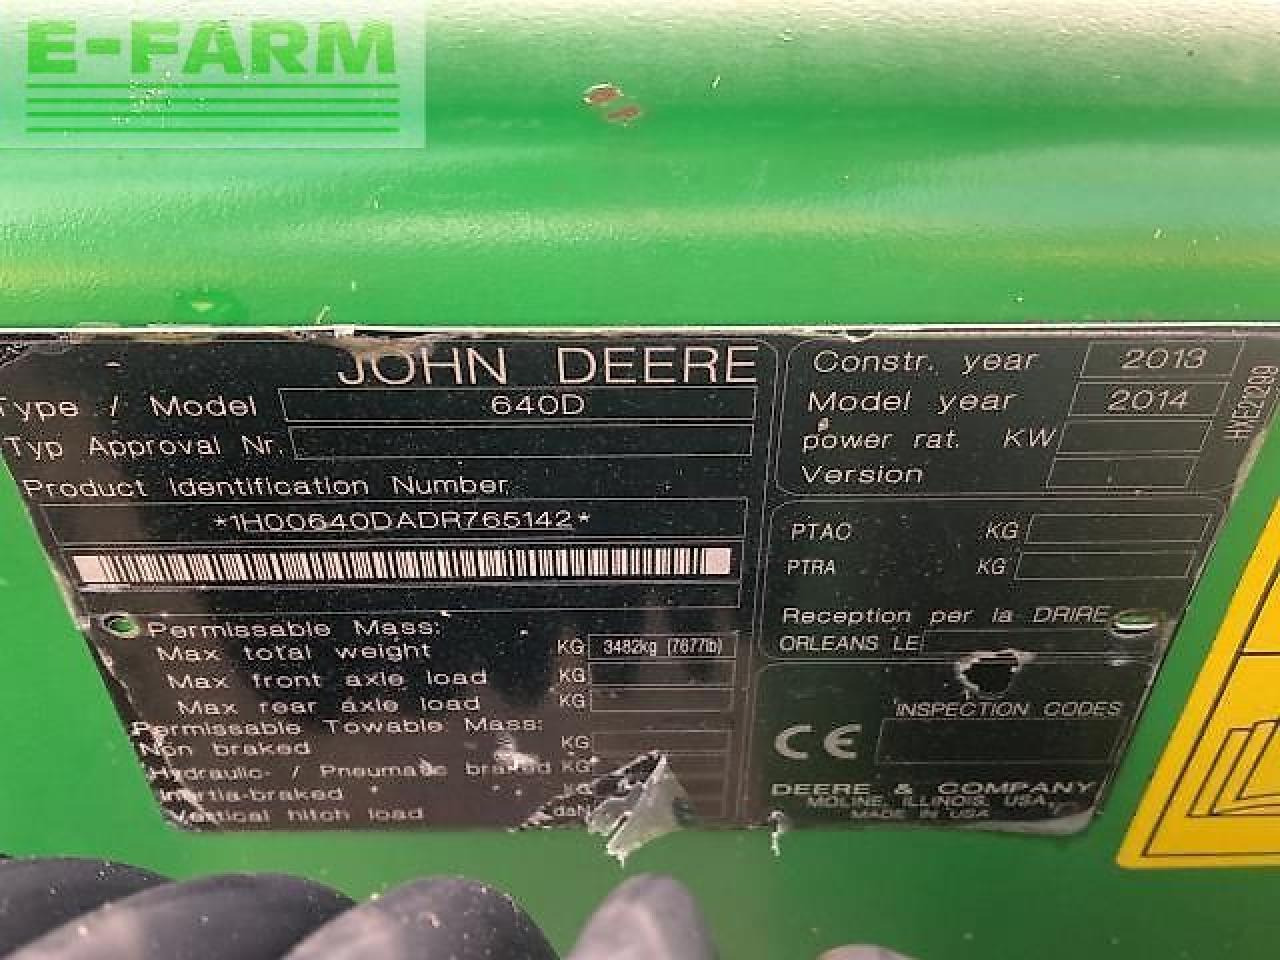 E-FARM
JOHN DEERE
Type / Model 640D
Typ Approval Nr.
Product Identification Number
*1H00640DADR765142*
Permissable Mass:
Max total weight KG 3482kg (7677lb)
Max front axle load KG
Max rear axle load KG
Permissable Towable Mass:
Non braked KG
Hydraulic- / Pneumatic braked KG
Inertia-braked KG
Vertical hitch load daN
Constr. year 2013
Model year 2014
power rat. KW
Version
HXE22199
PTAC KG
PTRA KG
Reception per la DRIRE
ORLEANS LE
INSPECTION CODES
CE
DEERE & COMPANY
MOLINE, ILLINOIS, USA
MADE IN USA